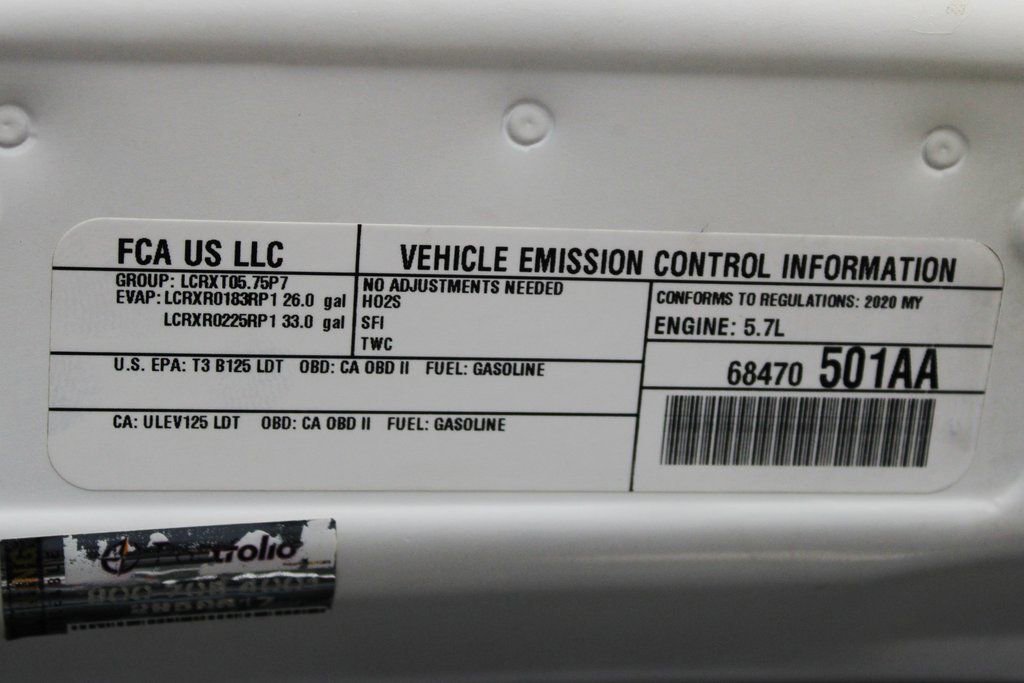 FCA US LLC
VEHICLE EMISSION CONTROL INFORMATION
GROUP: LCRXT05.75P7
EVAP: LCRXR0183RP1 26.0 gal
LCRXR0225RP1 33.0 gal
NO ADJUSTMENTS NEEDED
HO2S
SFI
TWC
CONFORMS TO REGULATIONS: 2020 MY
ENGINE: 5.7L
68470 501AA
U.S. EPA: T3 B125 LDT OBD: CA OBD II FUEL: GASOLINE
CA: ULEV125 LDT OBD: CA OBD II FUEL: GASOLINE